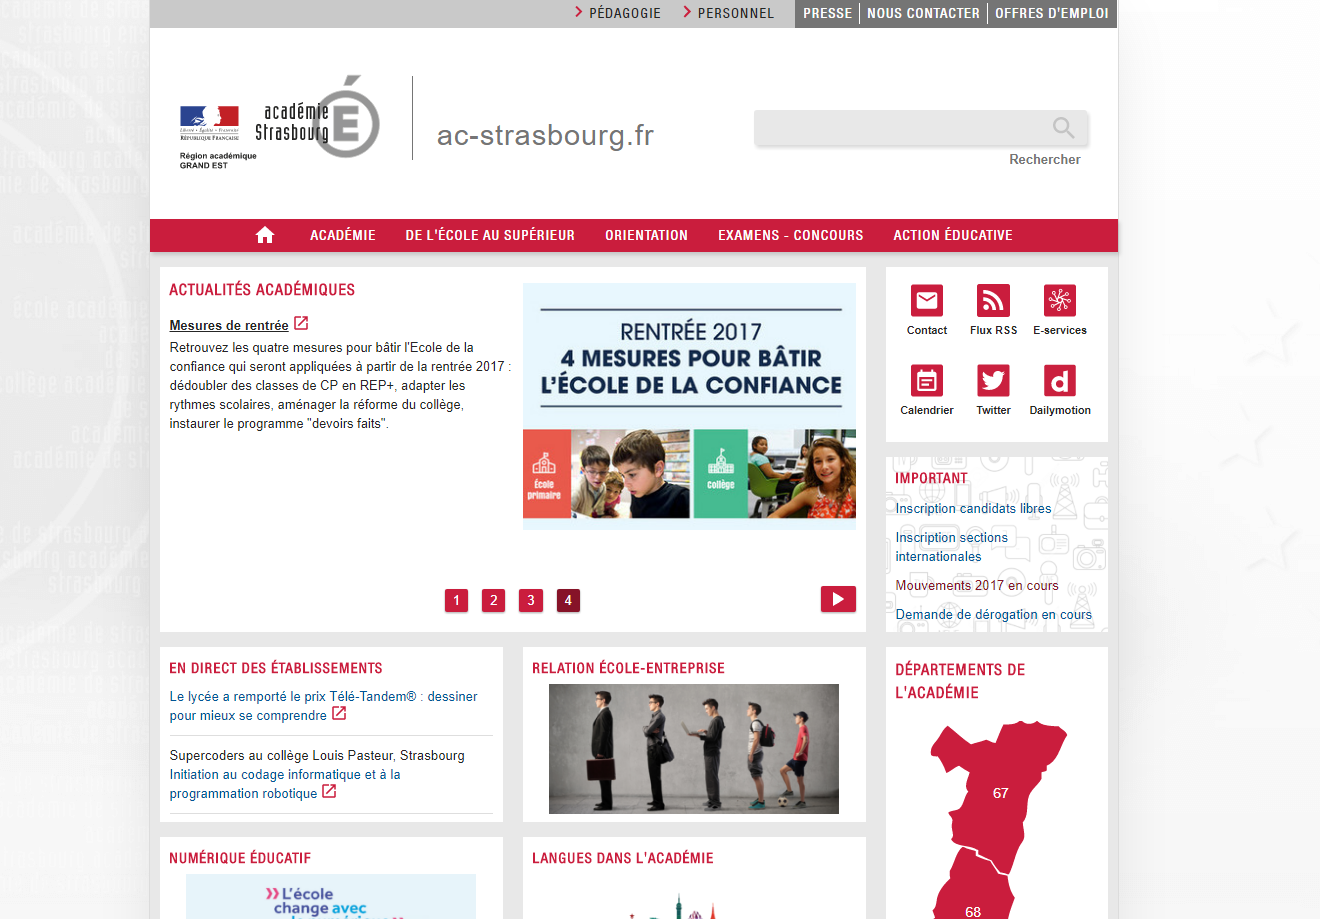 PÉDAGOGIE
PERSONNEL
PRESSE
NOUS CONTACTER
OFFRES D'EMPLOI
académie
Strasbourg
É
Liberté • Égalité • Fraternité
RÉPUBLIQUE FRANÇAISE
Région académique
GRAND EST
ac-strasbourg.fr
Rechercher
ACADÉMIE
DE L'ÉCOLE AU SUPÉRIEUR
ORIENTATION
EXAMENS - CONCOURS
ACTION ÉDUCATIVE
ACTUALITÉS ACADÉMIQUES
Mesures de rentrée
Retrouvez les quatre mesures pour bâtir l'Ecole de la
confiance qui seront appliquées à partir de la rentrée 2017 :
dédoubler des classes de CP en REP+, adapter les
rythmes scolaires, aménager la réforme du collège,
instaurer le programme "devoirs faits".
RENTRÉE 2017
4 MESURES POUR BÂTIR
L'ÉCOLE DE LA CONFIANCE
École
primaire
collège
1
2
3
4
Contact
Flux RSS
E-services
Calendrier
Twitter
Dailymotion
IMPORTANT
Inscription candidats libres
Inscription sections
internationales
Mouvements 2017 en cours
Demande de dérogation en cours
EN DIRECT DES ÉTABLISSEMENTS
Le lycée a remporté le prix Télé-Tandem® : dessiner
pour mieux se comprendre
Supercoders au collège Louis Pasteur, Strasbourg
Initiation au codage informatique et à la
programmation robotique
RELATION ÉCOLE-ENTREPRISE
DÉPARTEMENTS DE
L'ACADÉMIE
67
68
NUMÉRIQUE ÉDUCATIF
L'école
change avec
LANGUES DANS L'ACADÉMIE